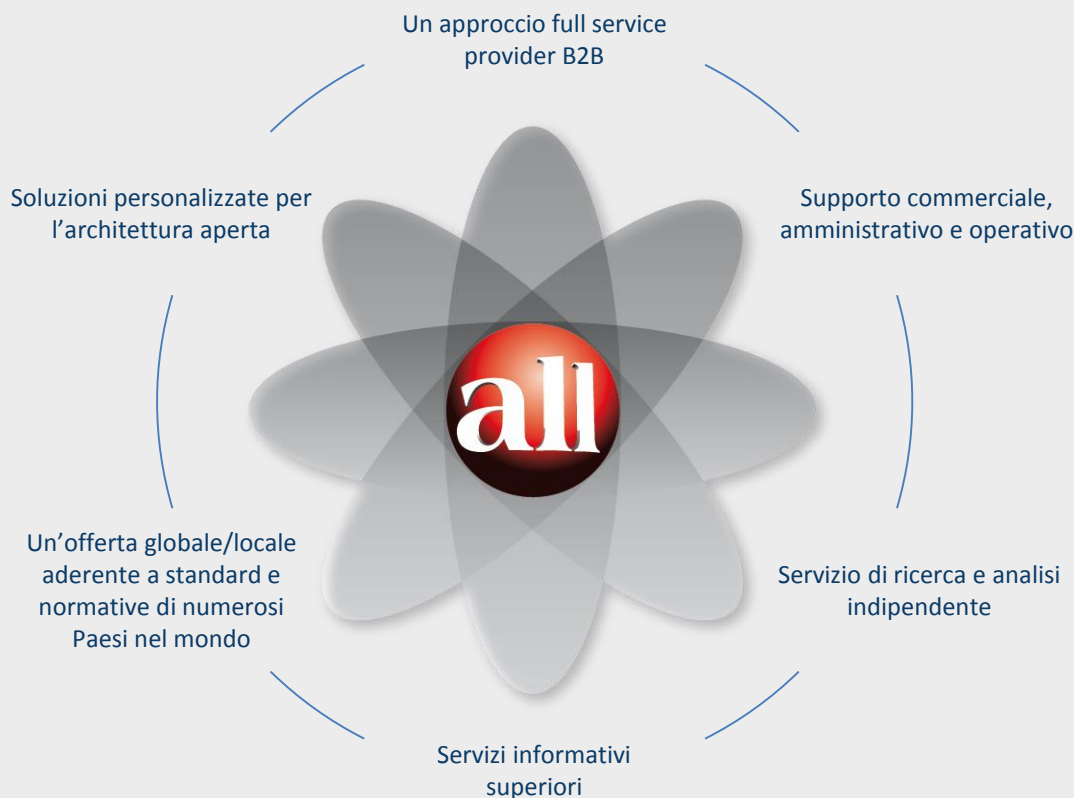 Un approccio full service
provider B2B
Soluzioni personalizzate per
l’architettura aperta
Supporto commerciale,
amministrativo e operativo
all
Un’offerta globale/locale
aderente a standard e
normative di numerosi
Paesi nel mondo
Servizio di ricerca e analisi
indipendente
Servizi informativi
superiori